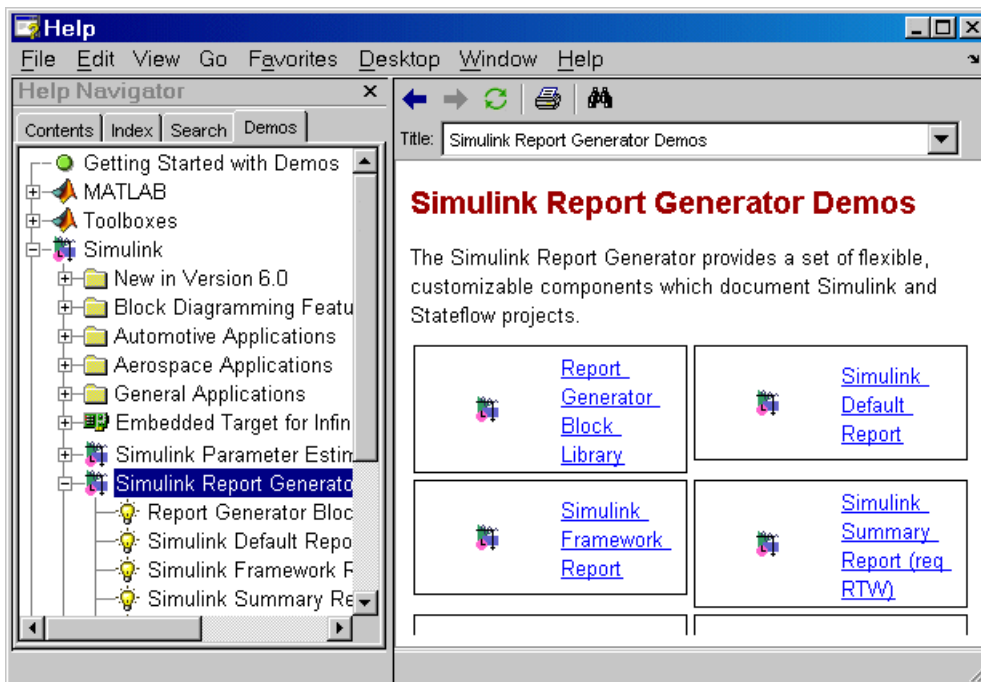 Help
File Edit View Go Favorites Desktop Window Help
Help Navigator
Contents Index Search Demos
Getting Started with Demos
MATLAB
Toolboxes
Simulink
New in Version 6.0
Block Diagramming Featu
Automotive Applications
Aerospace Applications
General Applications
Embedded Target for Infin
Simulink Parameter Estim
Simulink Report Generato
Report Generator Bloc
Simulink Default Repo
Simulink Framework R
Simulink Summary Re
Title: Simulink Report Generator Demos
Simulink Report Generator Demos
The Simulink Report Generator provides a set of flexible,
customizable components which document Simulink and
Stateflow projects.
Report
Generator
Block
Library
Simulink
Default
Report
Simulink
Framework
Report
Simulink
Summary
Report (req
RTW)